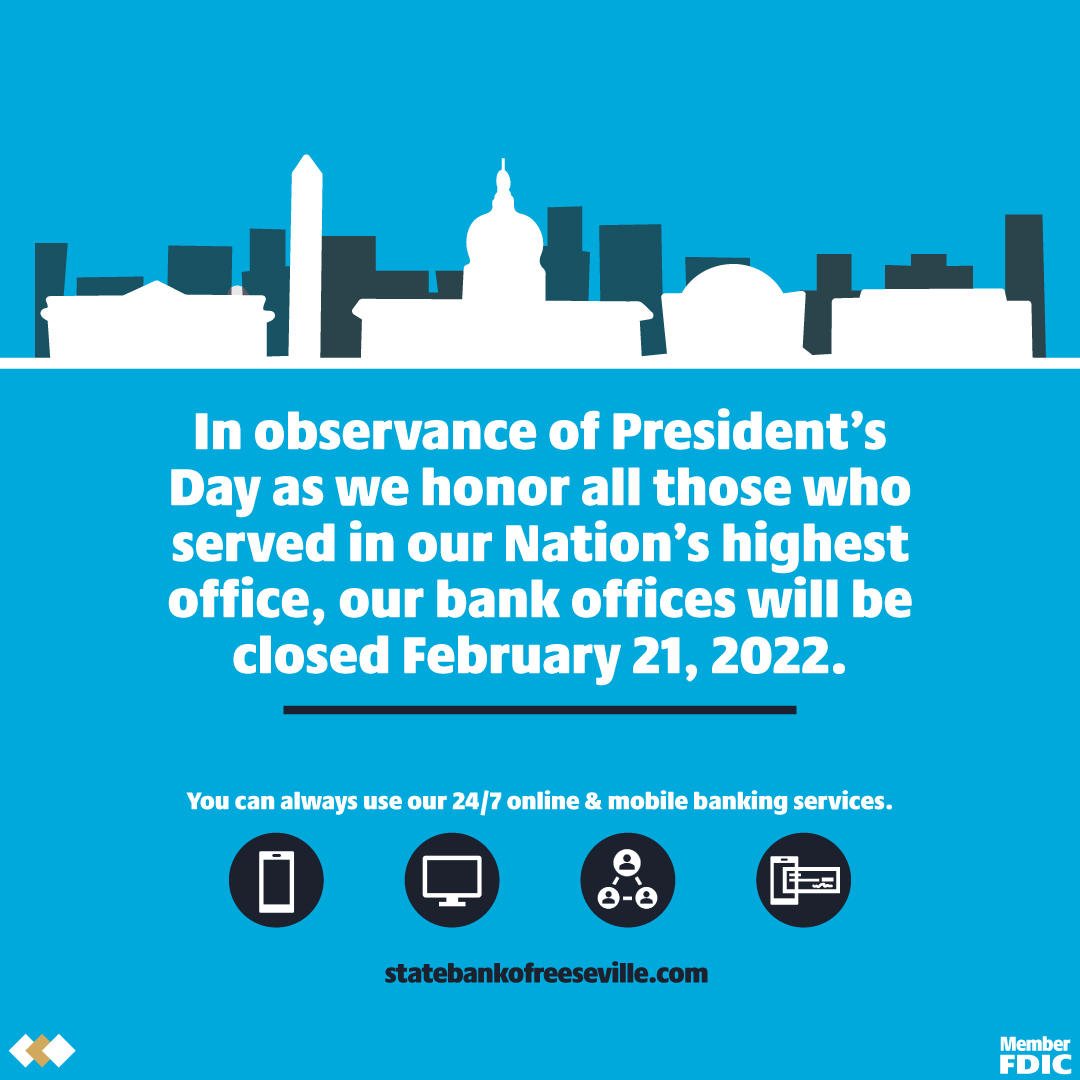 In observance of President’s
Day as we honor all those who
served in our Nation’s highest
office, our bank offices will be
closed February 21, 2022.
You can always use our 24/7 online & mobile banking services.
statebankofreeseville.com
Member
FDIC